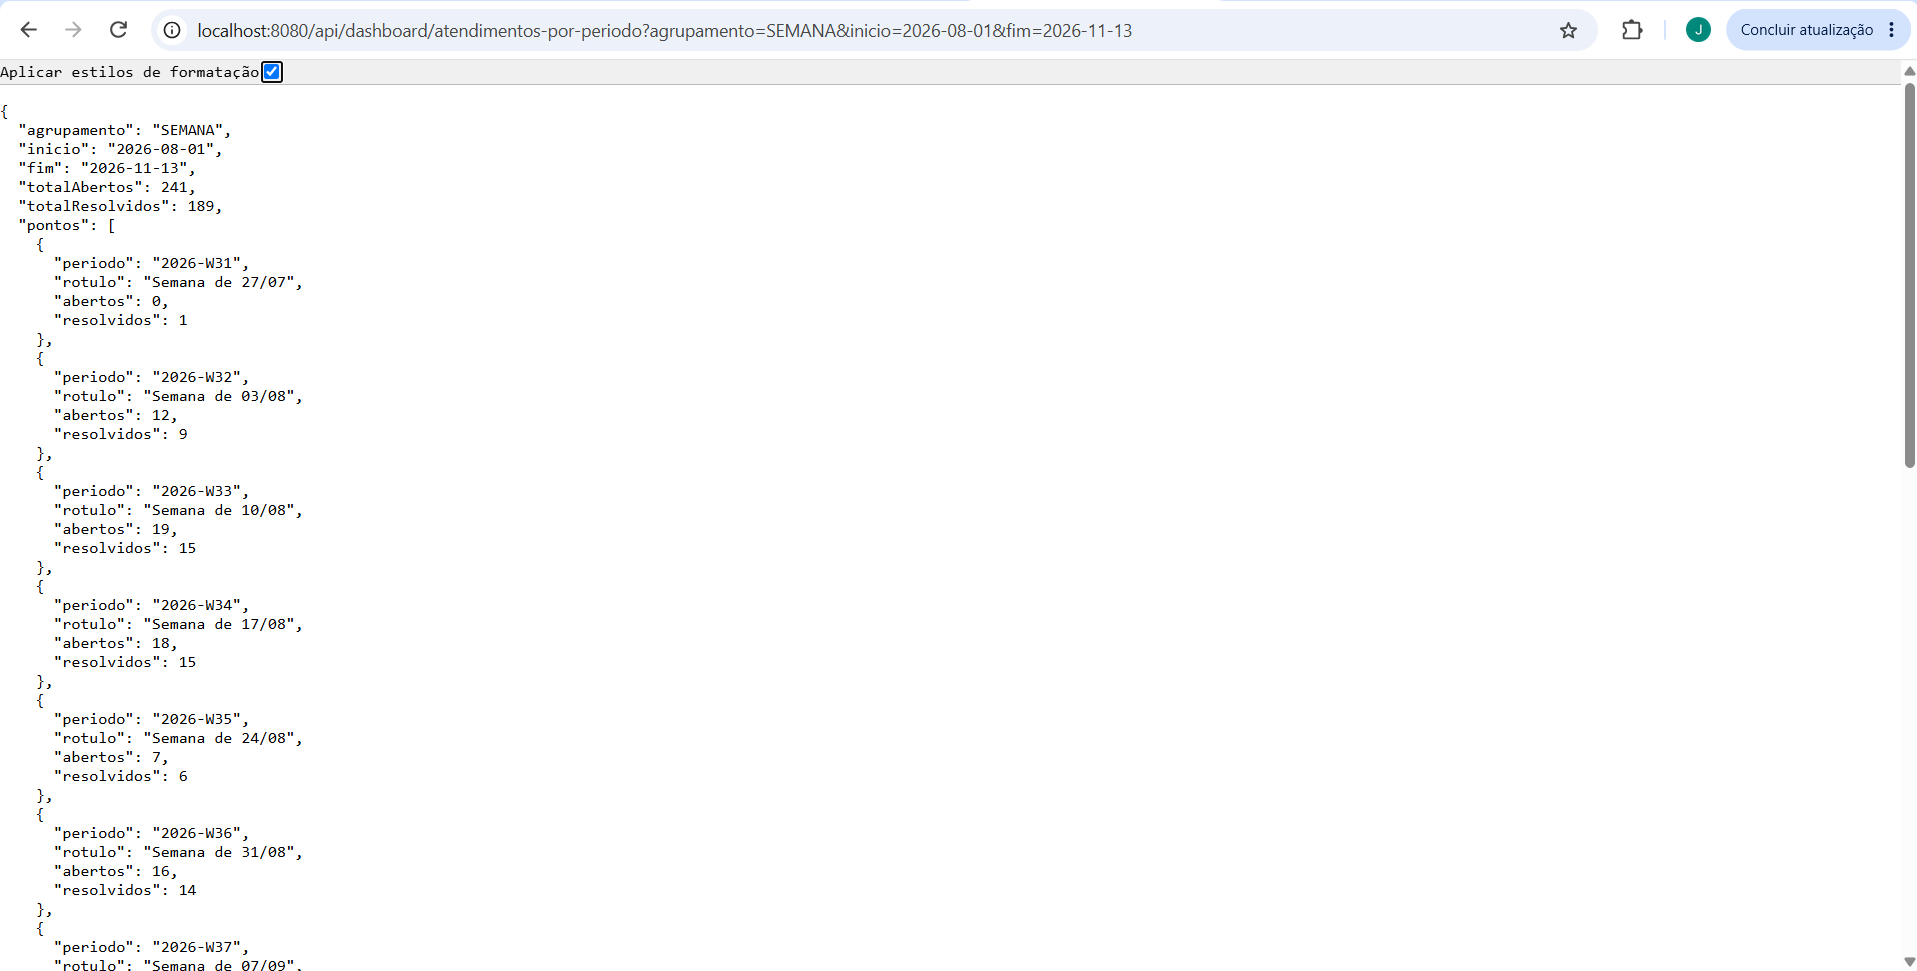 localhost:8080/api/dashboard/atendimentos-por-periodo?agrupamento=SEMANA&inicio=2026-08-01&fim=2026-11-13
J
Concluir atualização
Aplicar estilos de formatação
{
  "agrupamento": "SEMANA",
  "inicio": "2026-08-01",
  "fim": "2026-11-13",
  "totalAbertos": 241,
  "totalResolvidos": 189,
  "pontos": [
    {
      "periodo": "2026-W31",
      "rotulo": "Semana de 27/07",
      "abertos": 0,
      "resolvidos": 1
    },
    {
      "periodo": "2026-W32",
      "rotulo": "Semana de 03/08",
      "abertos": 12,
      "resolvidos": 9
    },
    {
      "periodo": "2026-W33",
      "rotulo": "Semana de 10/08",
      "abertos": 19,
      "resolvidos": 15
    },
    {
      "periodo": "2026-W34",
      "rotulo": "Semana de 17/08",
      "abertos": 18,
      "resolvidos": 15
    },
    {
      "periodo": "2026-W35",
      "rotulo": "Semana de 24/08",
      "abertos": 7,
      "resolvidos": 6
    },
    {
      "periodo": "2026-W36",
      "rotulo": "Semana de 31/08",
      "abertos": 16,
      "resolvidos": 14
    },
    {
      "periodo": "2026-W37",
      "rotulo": "Semana de 07/09",